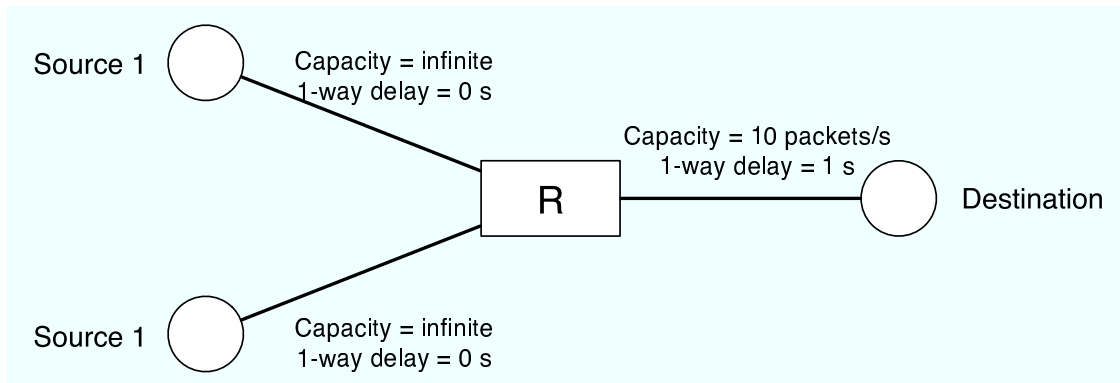 Source 1
Capacity = infinite
1-way delay = 0 s
Capacity = 10 packets/s
1-way delay = 1 s
R
Destination
Source 1
Capacity = infinite
1-way delay = 0 s